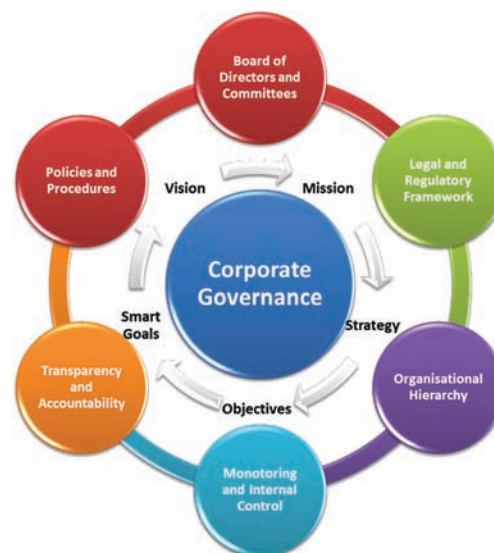 Board of
Directors and
Committees
Policies and
Procedures
Legal and
Regulatory
Framework
Vision
Mission
Corporate
Governance
Smart
Goals
Strategy
Transparency
and
Accountability
Organisational
Hierarchy
Objectives
Monotoring
and Internal
Control